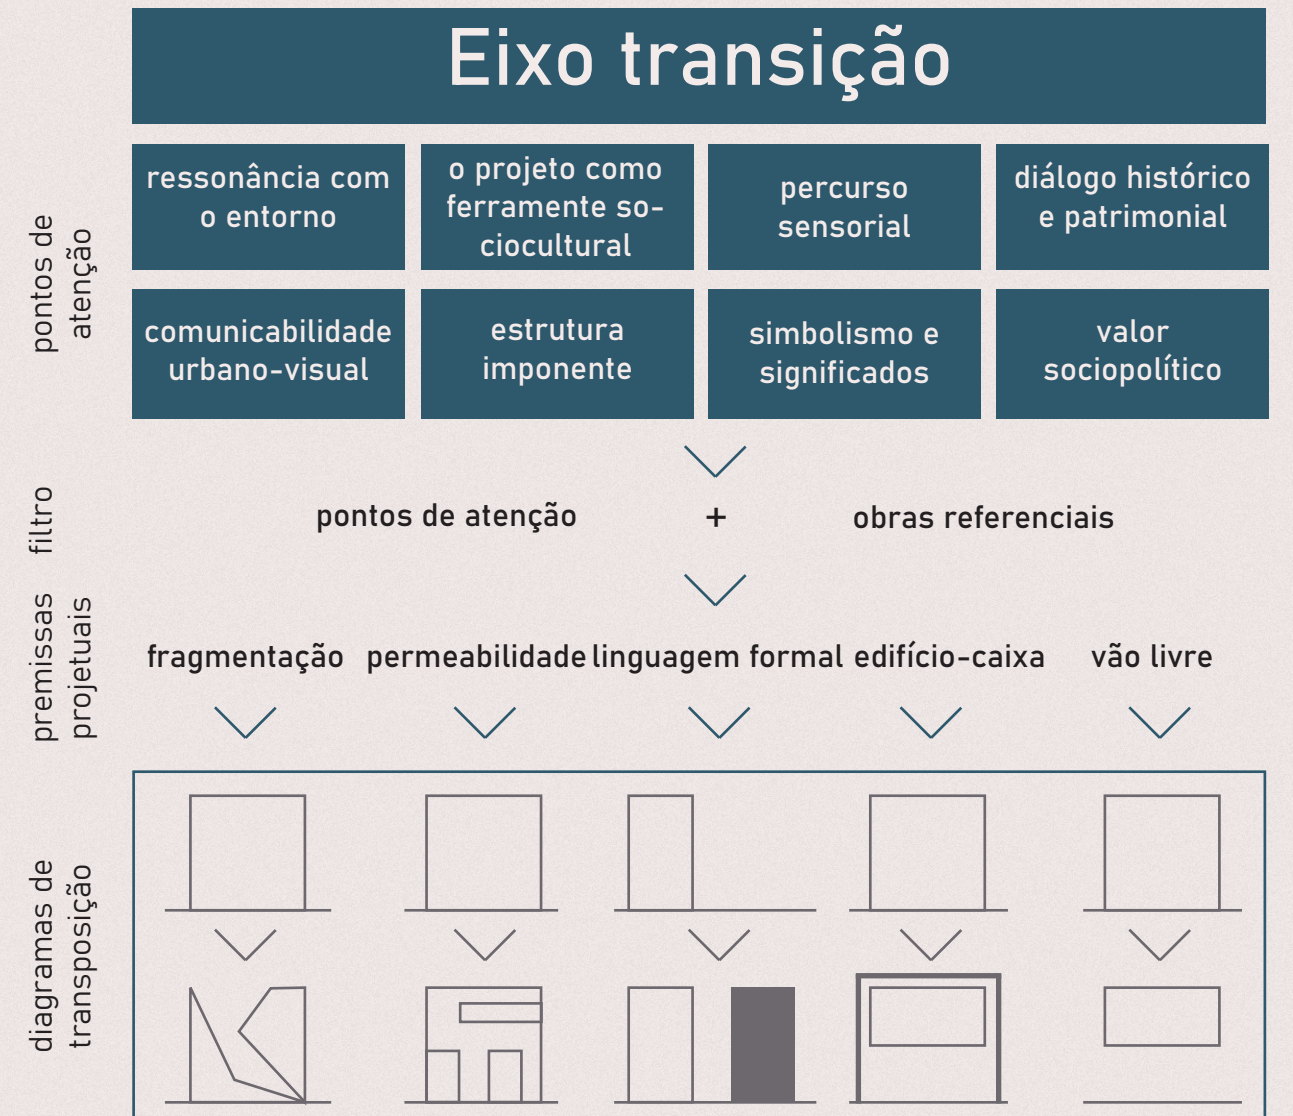 Eixo transição
pontos de
atenção
ressonância com
o entorno
o projeto como
ferramente so-
ciocultural
percurso
sensorial
diálogo histórico
e patrimonial
comunicabilidade
urbano-visual
estrutura
imponente
simbolismo e
significados
valor
sociopolítico
filtro
pontos de atenção
+
obras referenciais
premissas
projetuais
fragmentação
permeabilidade
linguagem formal
edifício-caixa
vão livre
diagramas de
transposição